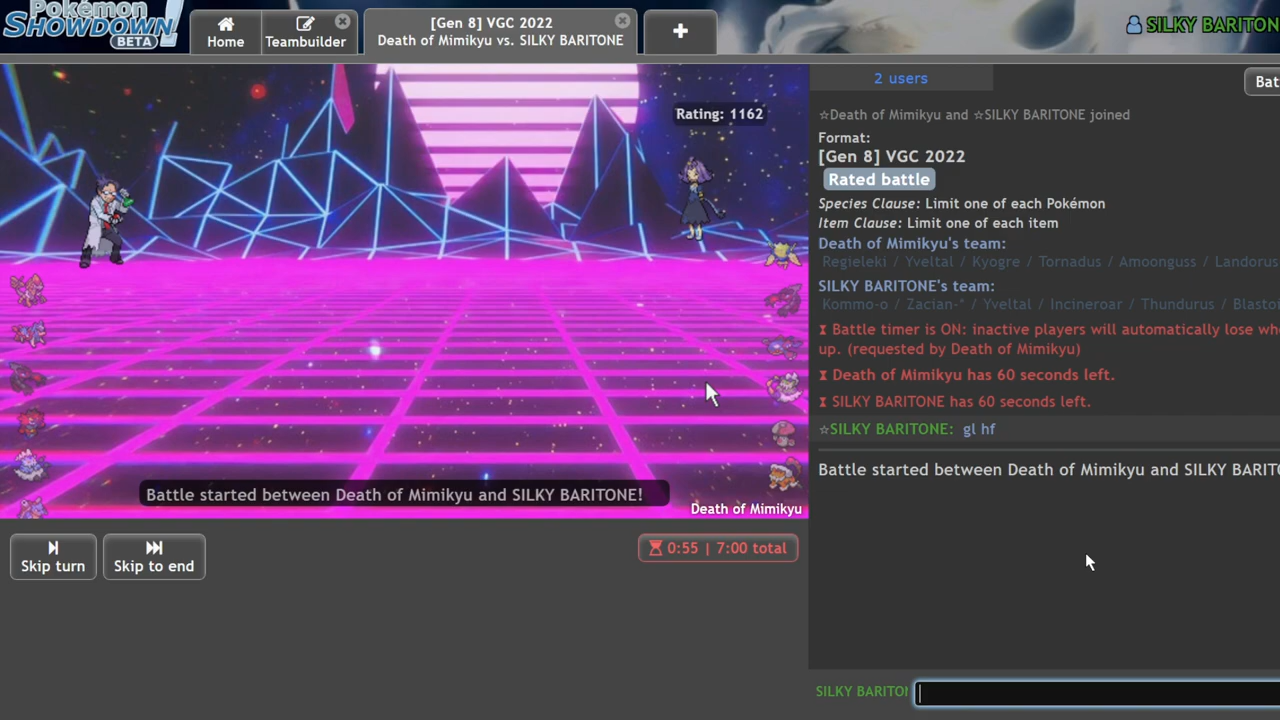 Pokémon
SHOWDOWN!
BETA
Home
Teambuilder
[Gen 8] VGC 2022
Death of Mimikyu vs. SILKY BARITONE
SILKY BARITON
2 users
Bat
☆Death of Mimikyu and ☆SILKY BARITONE joined
Format:
[Gen 8] VGC 2022
Rated battle
Species Clause: Limit one of each Pokémon
Item Clause: Limit one of each item
Death of Mimikyu's team:
Regieleki / Yveltal / Kyogre / Tornadus / Amoonguss / Landorus
SILKY BARITONE's team:
Kommo-o / Zacian-* / Yveltal / Incineroar / Thundurus / Blasto
Battle timer is ON: inactive players will automatically lose whe
up. (requested by Death of Mimikyu)
Death of Mimikyu has 60 seconds left.
SILKY BARITONE has 60 seconds left.
☆SILKY BARITONE: gl hf
Battle started between Death of Mimikyu and SILKY BARITO
Rating: 1162
Battle started between Death of Mimikyu and SILKY BARITONE!
Death of Mimikyu
Skip turn
Skip to end
0:55 | 7:00 total
SILKY BARITON